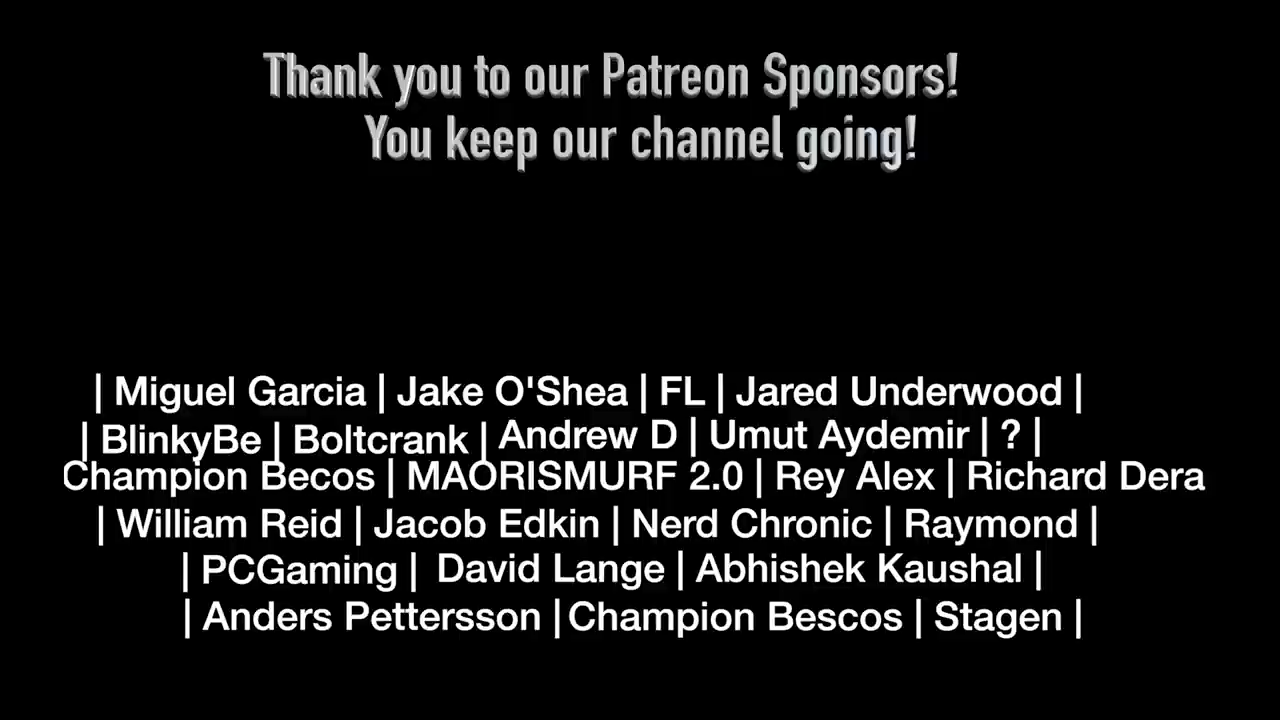 Thank you to our Patreon Sponsors!
You keep our channel going!
| Miguel Garcia | Jake O'Shea | FL | Jared Underwood |
| BlinkyBe | Boltcrank | Andrew D | Umut Aydemir | ? |
Champion Becos | MAORISMURF 2.0 | Rey Alex | Richard Dera
| William Reid | Jacob Edkin | Nerd Chronic | Raymond |
| PCGaming | David Lange | Abhishek Kaushal |
| Anders Pettersson | Champion Bescos | Stagen |